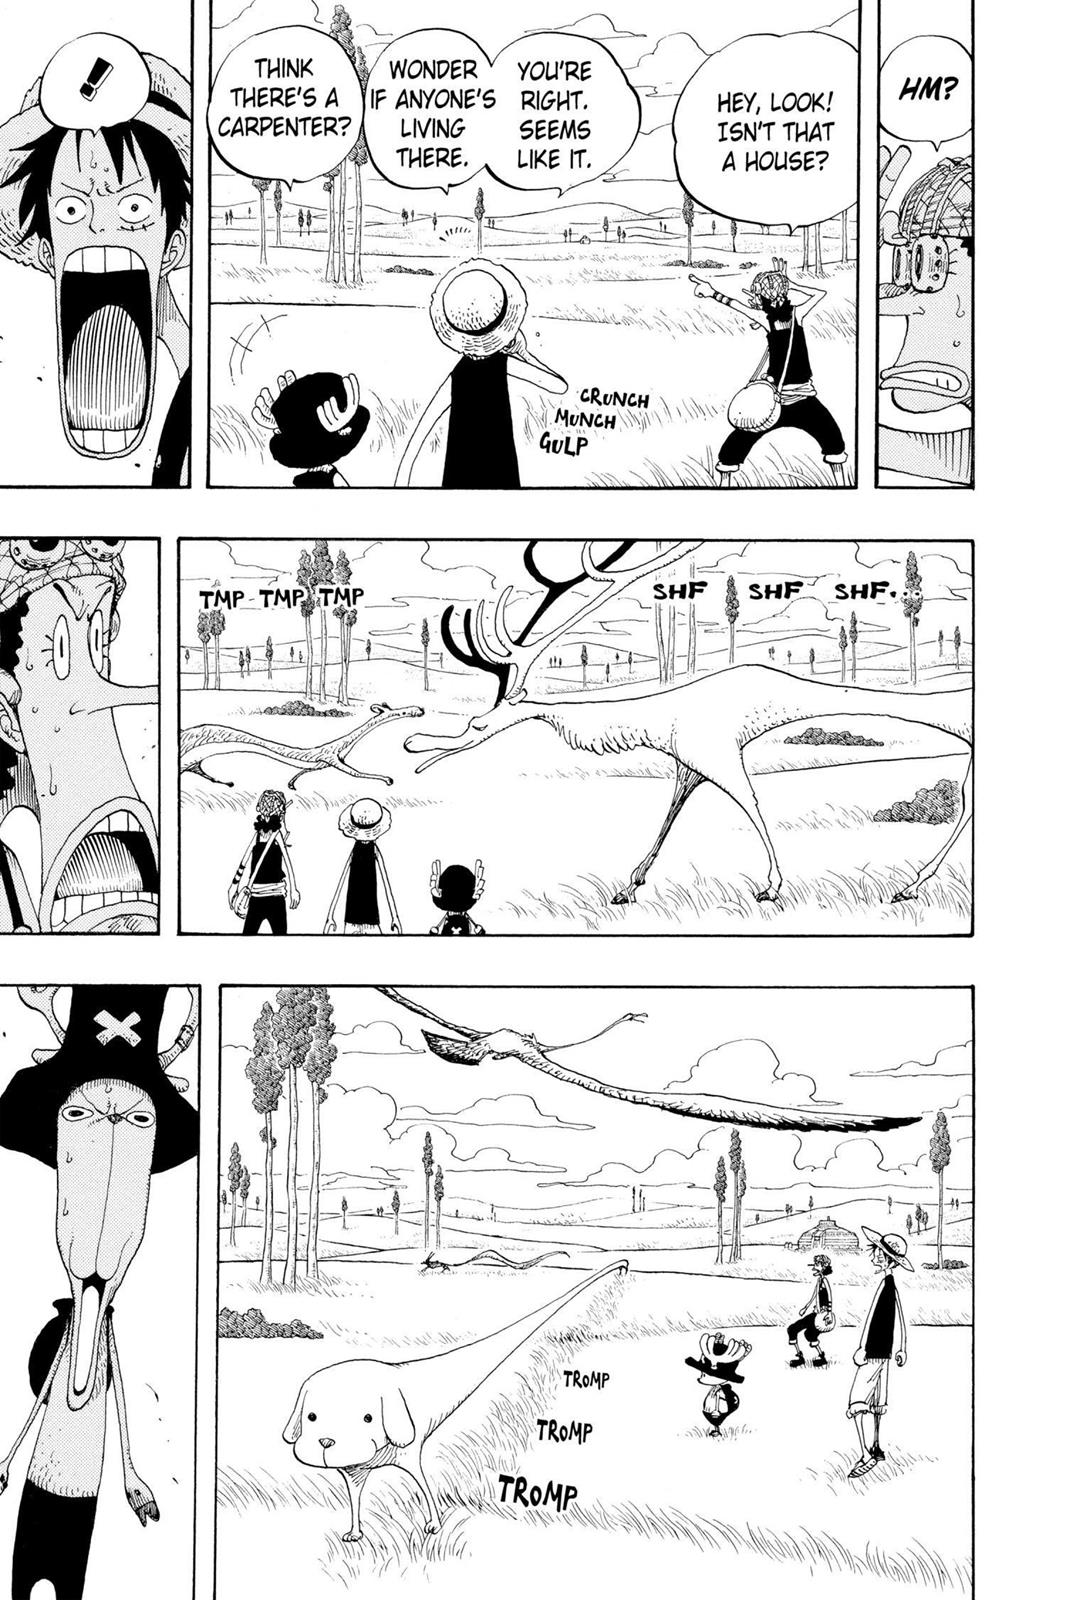 HM?
HEY, LOOK!
ISN'T THAT
A HOUSE?
YOU'RE
RIGHT.
SEEMS
LIKE IT.
WONDER
IF ANYONE'S
LIVING
THERE.
THINK
THERE'S A
CARPENTER?
CRUNCH
MUNCH
GULP
!
SHF SHF SHF...
TMP TMP TMP
TROMP
TROMP
TROMP